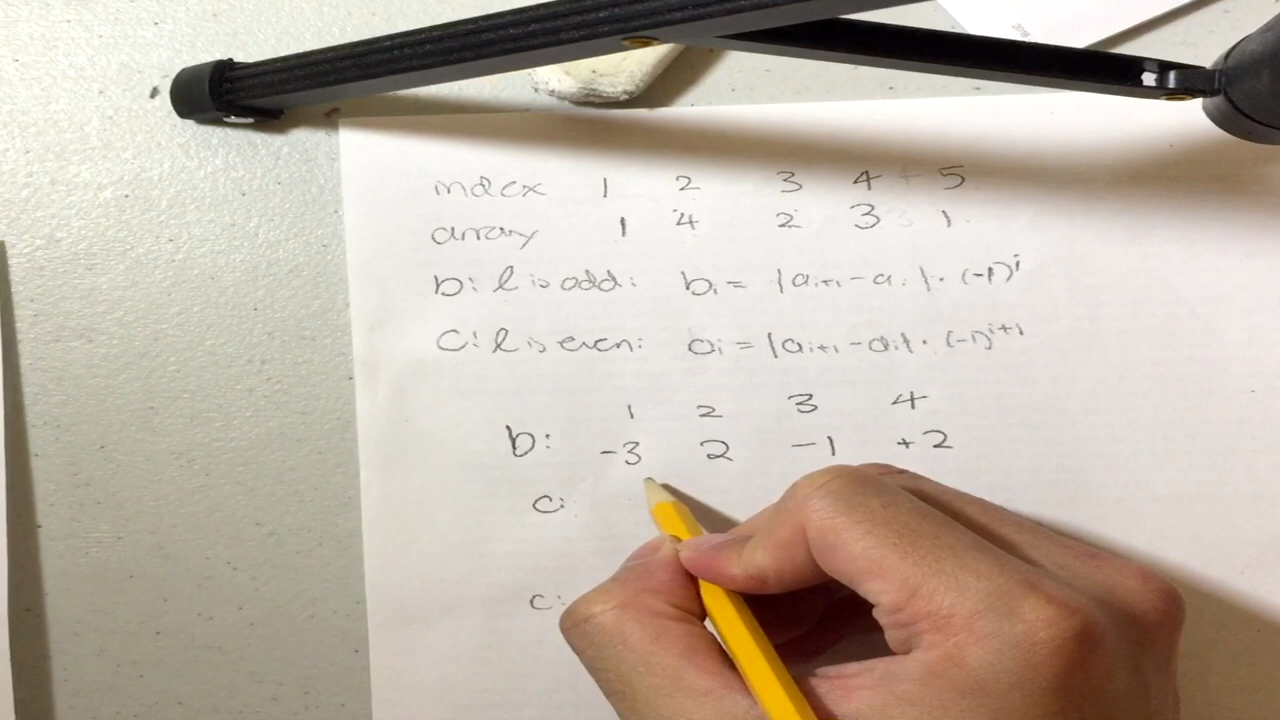 index 1 2 3 4 5
array 1 4 2 3 1
b: l is odd: bi = |ai+1 - ai| · (-1)^i
c: l is even: ai = |ai+1 - ai| · (-1)^i+1
1 2 3 4
b: -3 2 -1 +2
c:
c: